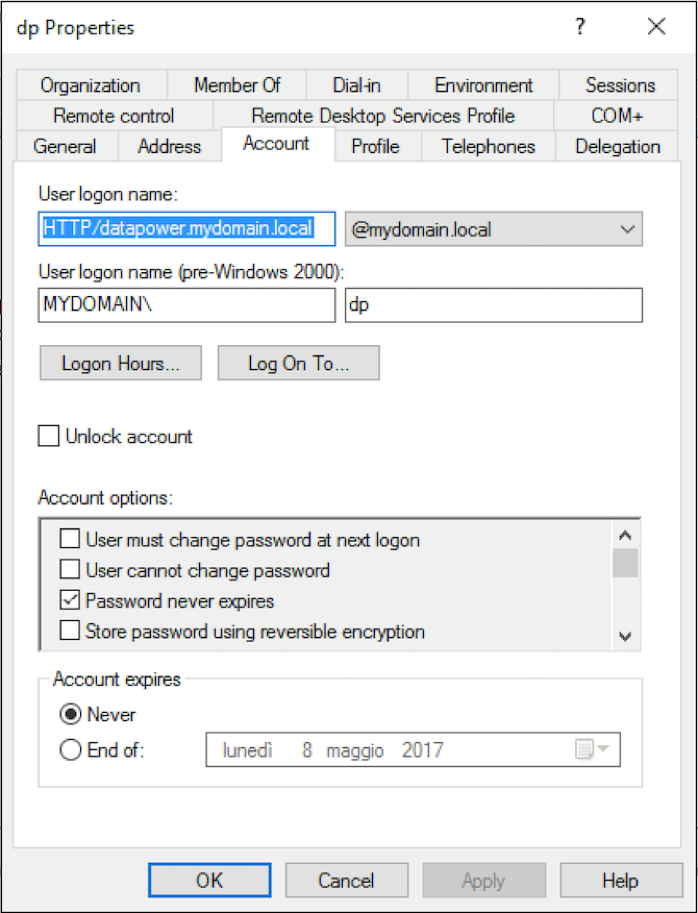 dp Properties ?
Organization Member Of Dial-in Environment Sessions
Remote control Remote Desktop Services Profile COM+
General Address Account Profile Telephones Delegation
User logon name:
HTTP/datapower.mydomain.local @mydomain.local
User logon name (pre-Windows 2000):
MYDOMAIN\ dp
Logon Hours... Log On To...
Unlock account
Account options:
User must change password at next logon
User cannot change password
Password never expires
Store password using reversible encryption
Account expires
Never
End of: lunedì 8 maggio 2017
OK Cancel Apply Help